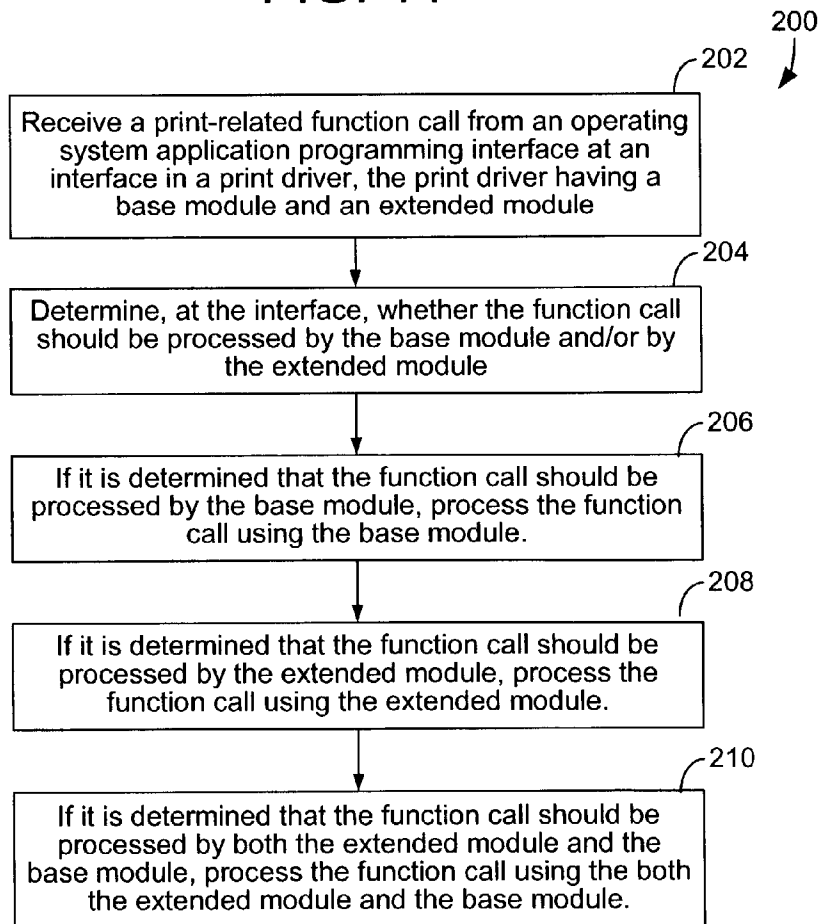 200
202
Receive a print-related function call from an operating
system application programming interface at an
interface in a print driver, the print driver having a
base module and an extended module
204
Determine, at the interface, whether the function call
should be processed by the base module and/or by
the extended module
206
If it is determined that the function call should be
processed by the base module, process the function
call using the base module.
208
If it is determined that the function call should be
processed by the extended module, process the
function call using the extended module.
210
If it is determined that the function call should be
processed by both the extended module and the
base module, process the function call using the both
the extended module and the base module.